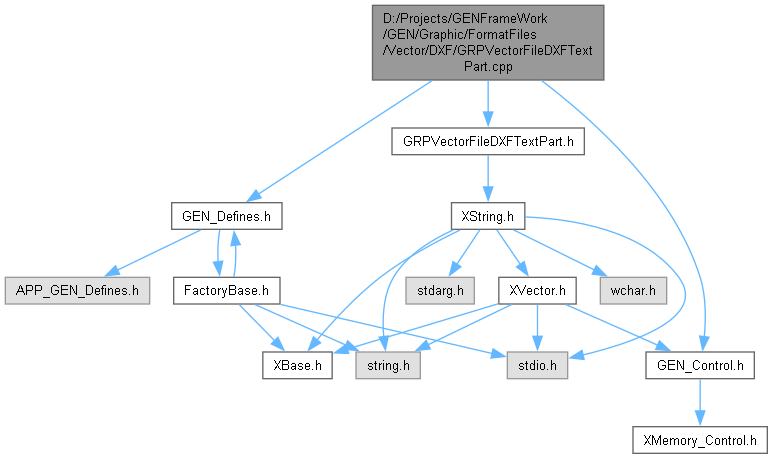 D:/Projects/GENFrameWork
/GEN/Graphic/FormatFiles
/Vector/DXF/GRPVectorFileDXFText
Part.cpp
GRPVectorFileDXFTextPart.h
GEN_Defines.h
XString.h
APP_GEN_Defines.h
FactoryBase.h
stdarg.h
XVector.h
wchar.h
XBase.h
string.h
stdio.h
GEN_Control.h
XMemory_Control.h